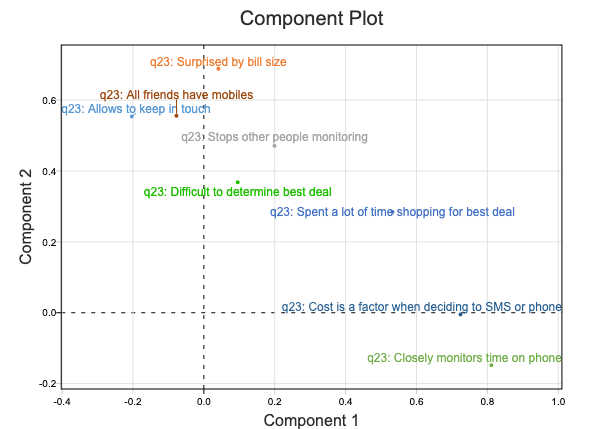 Component Plot
q23: Surprised by bill size
q23: All friends have mobiles
q23: Allows to keep in touch
q23: Stops other people monitoring
q23: Difficult to determine best deal
q23: Spent a lot of time shopping for best deal
q23: Cost is a factor when deciding to SMS or phone
q23: Closely monitors time on phone
Component 2
0.6
0.4
0.2
0.0
-0.2
-0.4
-0.2
0.0
0.2
0.4
0.6
0.8
1.0
Component 1